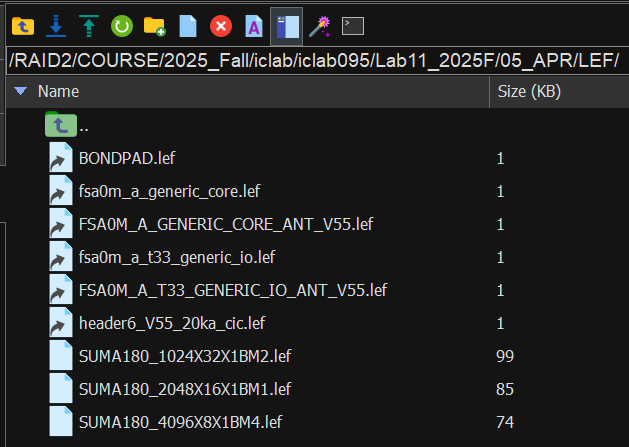 /RAID2/COURSE/2025_Fall/iclab/iclab095/Lab11_2025F/05_APR/LEF/
Name Size (KB)
..
BONDPAD.lef 1
fsa0m_a_generic_core.lef 1
FSA0M_A_GENERIC_CORE_ANT_V55.lef 1
fsa0m_a_t33_generic_io.lef 1
FSA0M_A_T33_GENERIC_IO_ANT_V55.lef 1
header6_V55_20ka_cic.lef 1
SUMA180_1024X32X1BM2.lef 99
SUMA180_2048X16X1BM1.lef 85
SUMA180_4096X8X1BM4.lef 74